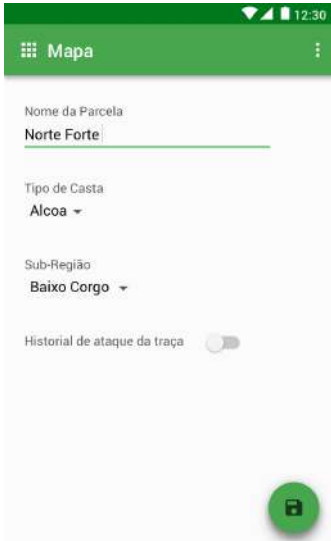 12:30
Mapa
Nome da Parcela
Norte Forte
Tipo de Casta
Alcoa
Sub-Região
Baixo Corgo
Historial de ataque da traça